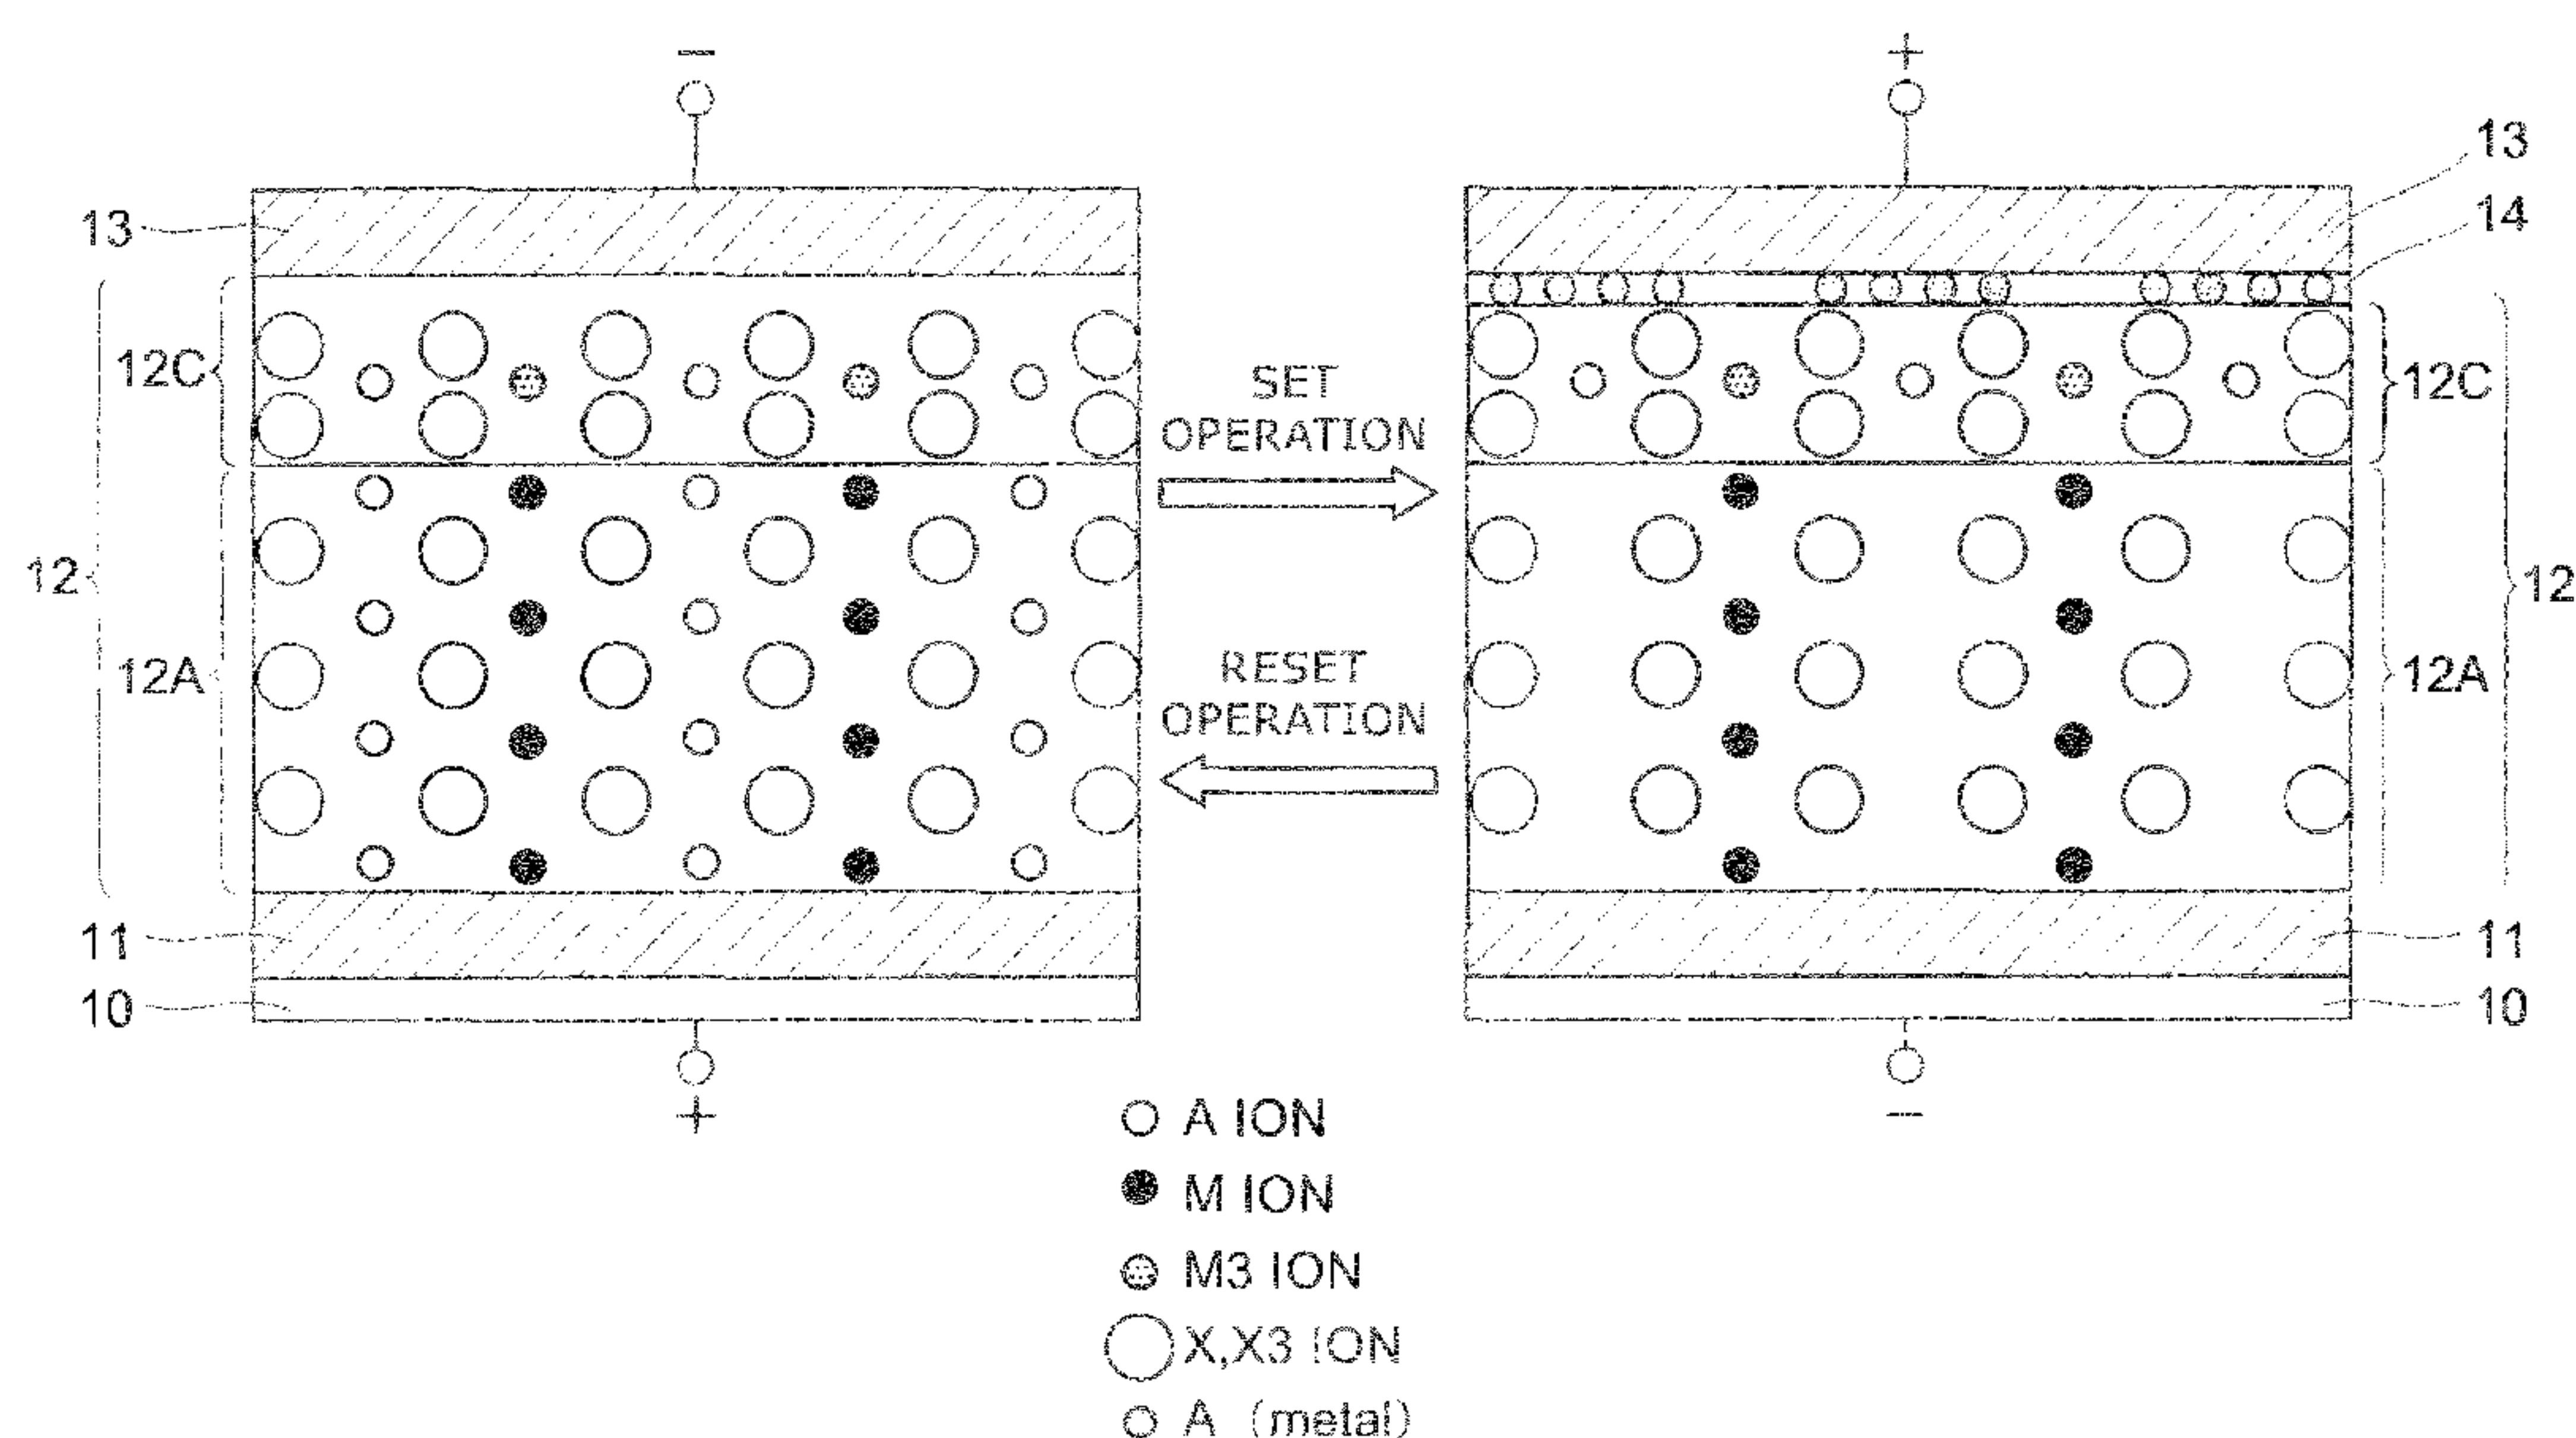 − +
13
13
14
12C
SET
OPERATION
12C
12
12
12A
RESET
OPERATION
12A
11
11
10
10
+ −
A ION
M ION
M3 ION
X,X3 ION
A (metal)